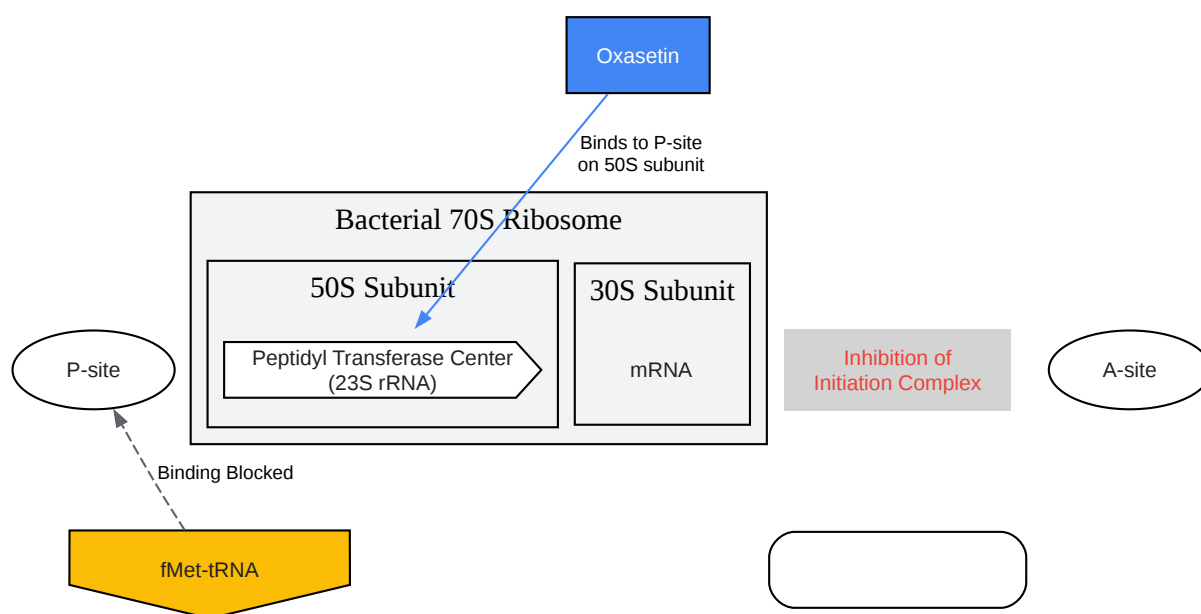 Oxasetin
Binds to P-site
on 50S subunit
Bacterial 70S Ribosome
50S Subunit
30S Subunit
P-site
Peptidyl Transferase Center
(23S rRNA)
mRNA
Inhibition of
Initiation Complex
A-site
Binding Blocked
fMet-tRNA